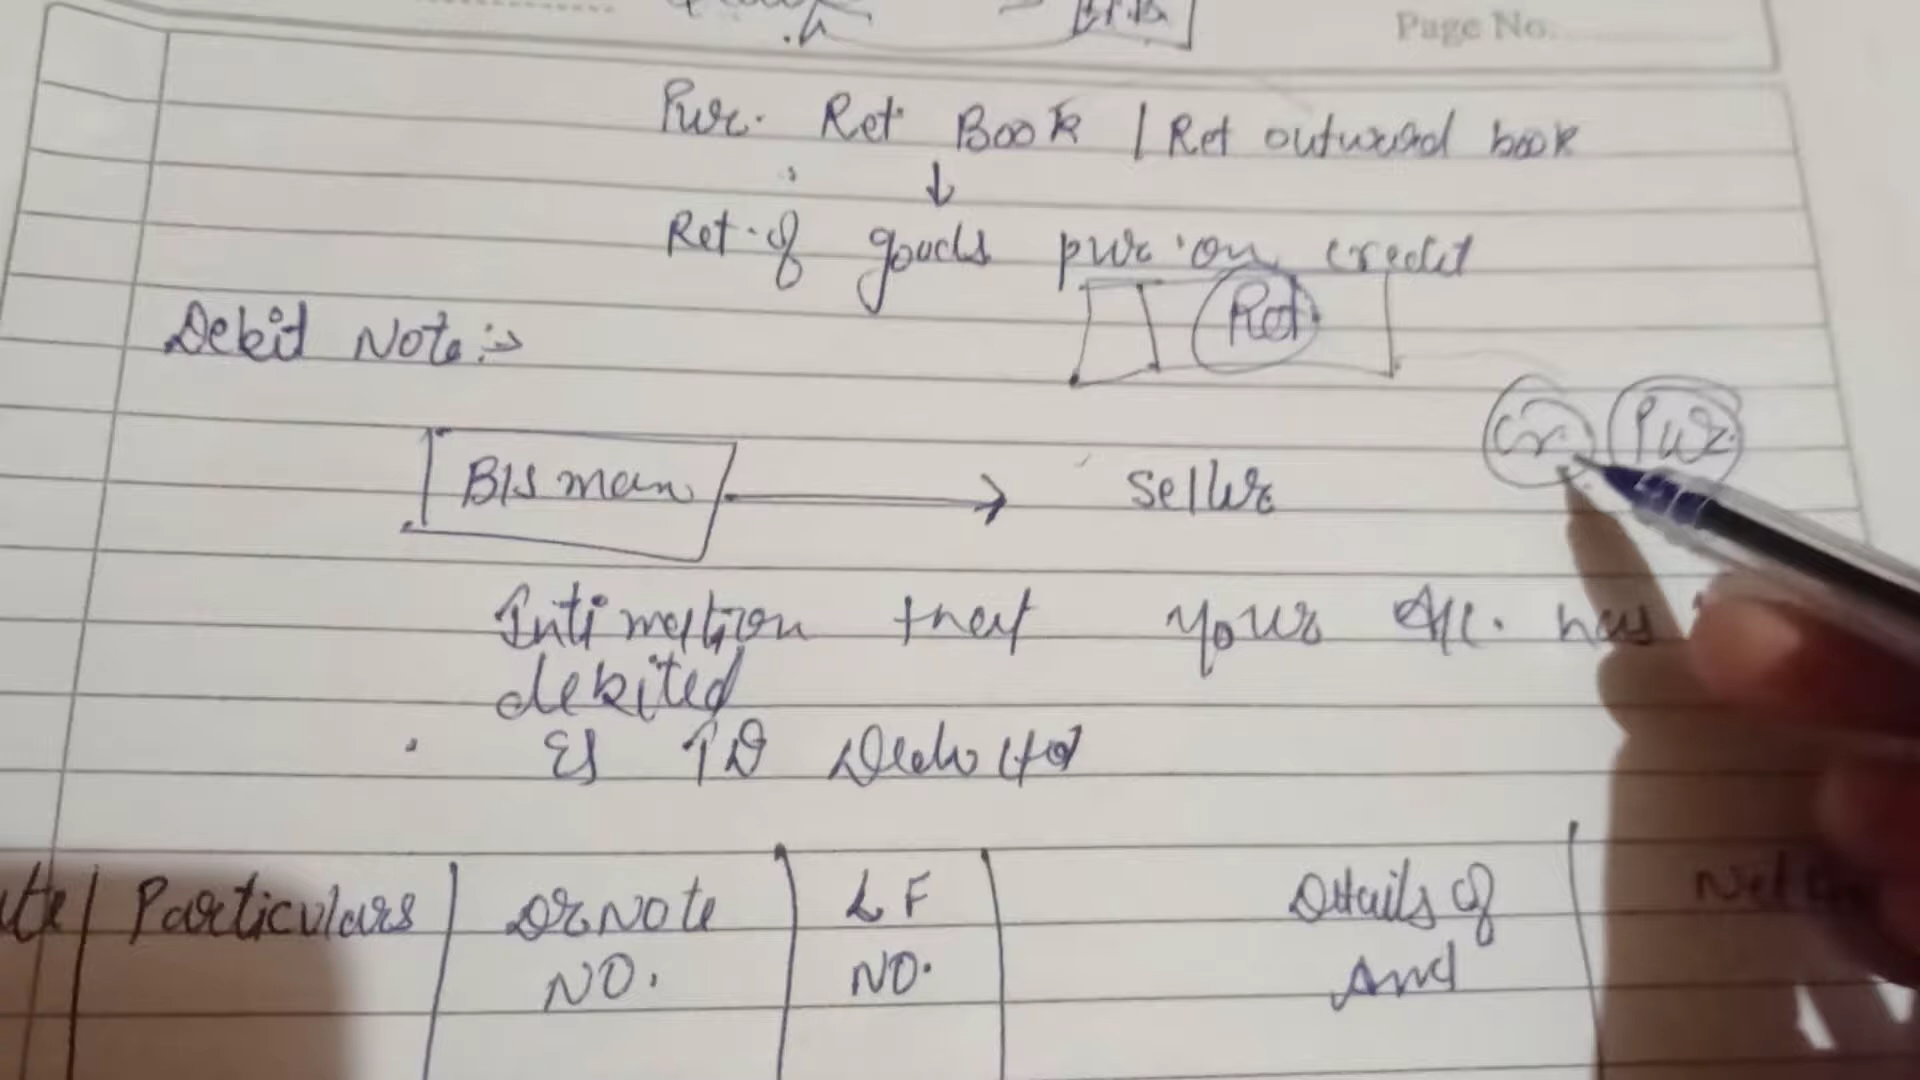 Page No.
Pur. Ret Book / Ret outward book
↓
Ret. of goods pur. on credit
Ret.
Debit Note :->
Cr. Pur.
B/S man → seller
Intimation that your A/c. has
debited
Particulars | Dr Note NO. | LF NO. | Details of Amt